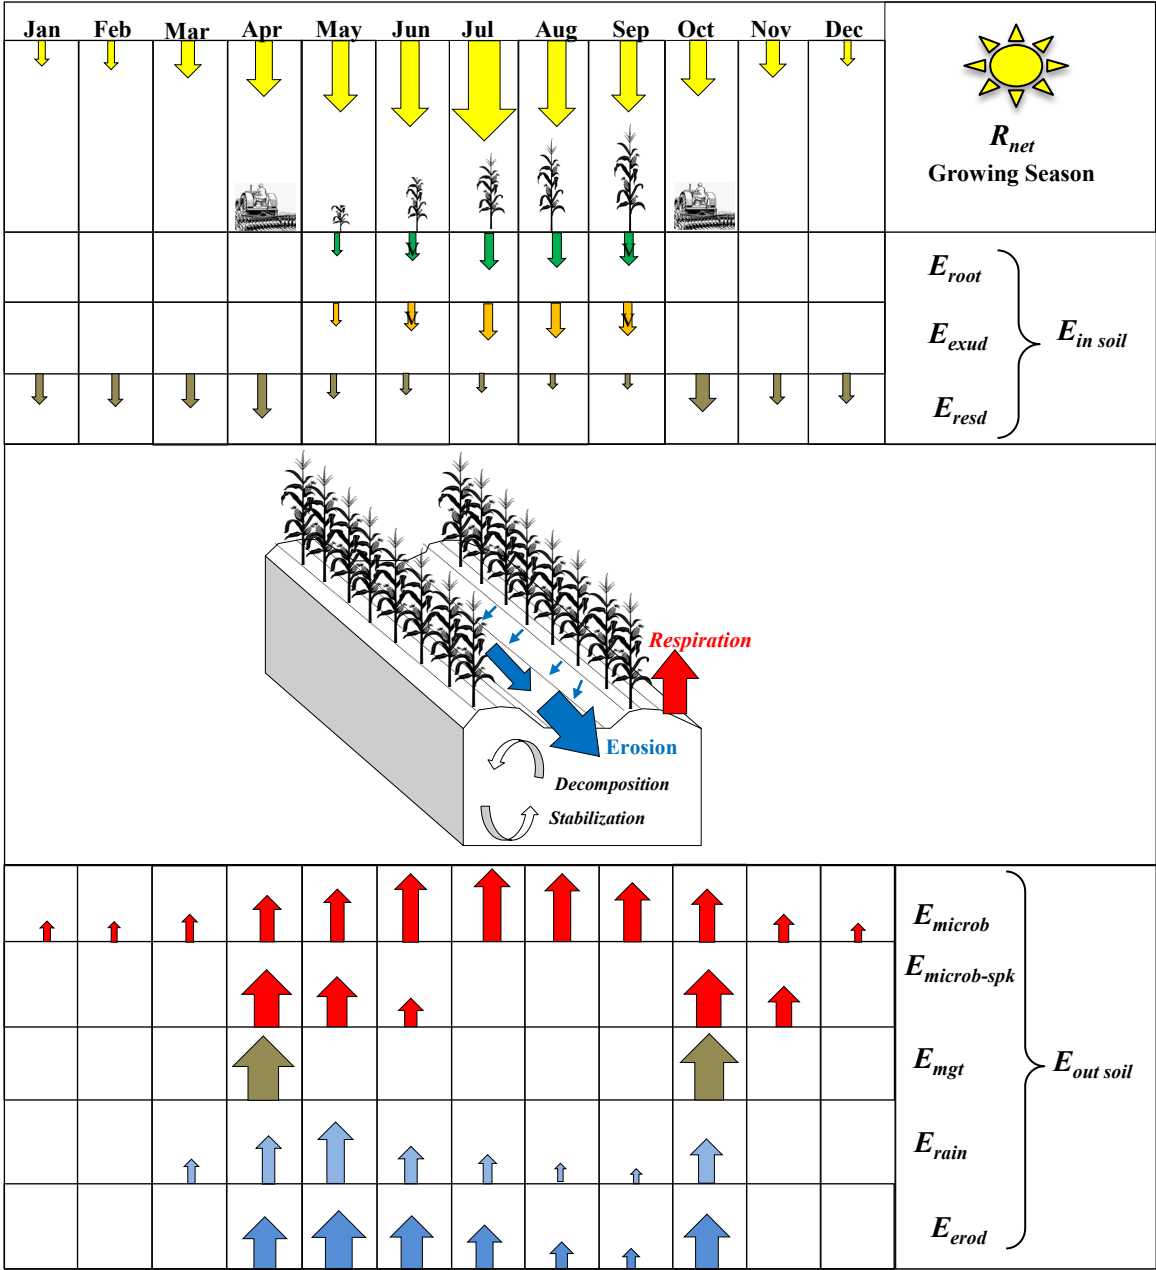 Jan Feb Mar Apr May Jun Jul Aug Sep Oct Nov Dec
Rnet
Growing Season
V V
Eroot
V V
Eexud
Ein soil
Eresd
Respiration
Erosion
Decomposition
Stabilization
Emicrob
Emicrob-spk
Emgt
Eout soil
Erain
Eerod